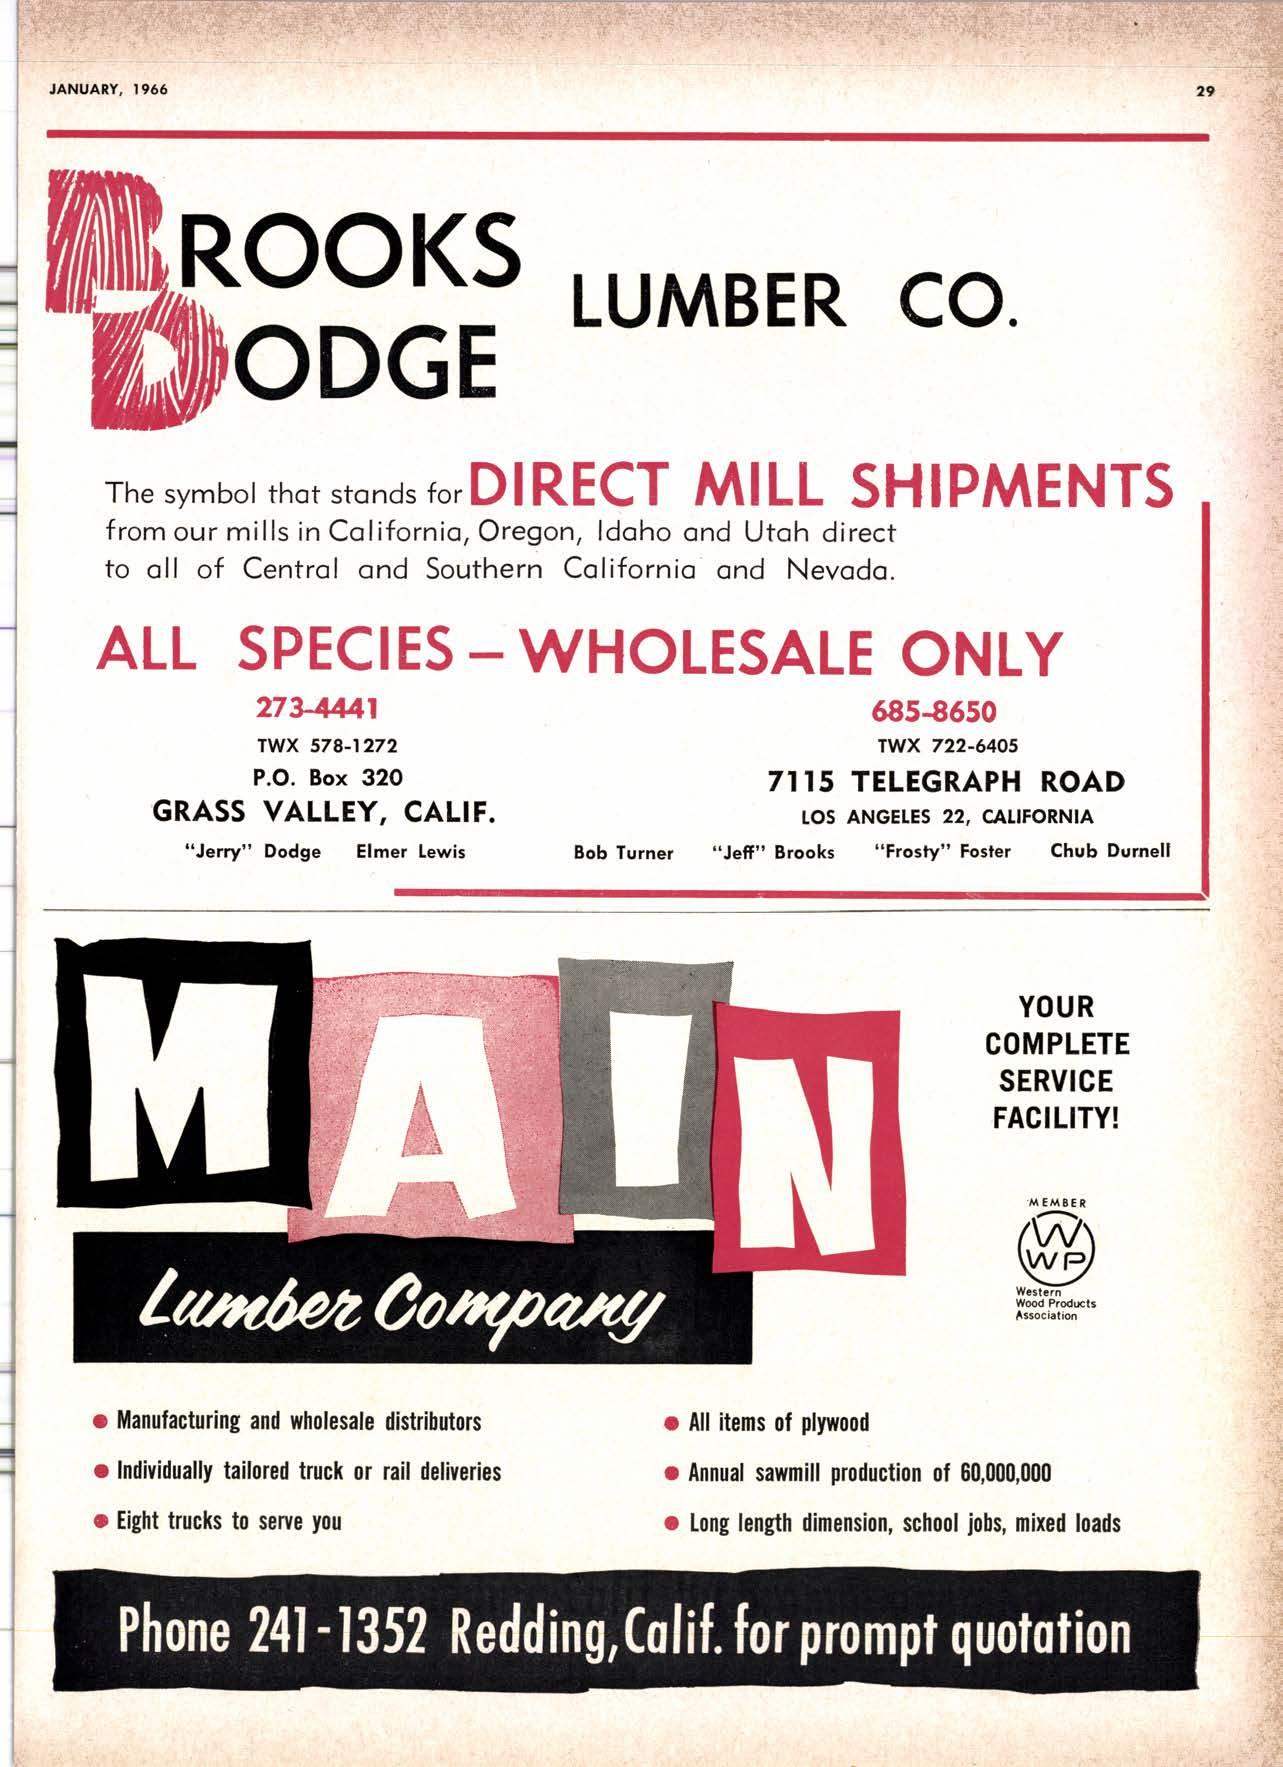 JANUARY, 1966
29
BROOKS
DODGE
LUMBER CO.
The symbol that stands for DIRECT MILL SHIPMENTS
from our mills in California, Oregon, Idaho and Utah direct
to all of Central and Southern California and Nevada.
ALL SPECIES – WHOLESALE ONLY
273-4441
TWX 578-1272
P.O. Box 320
GRASS VALLEY, CALIF.
"Jerry" Dodge Elmer Lewis
685-8650
TWX 722-6405
7115 TELEGRAPH ROAD
LOS ANGELES 22, CALIFORNIA
Bob Turner "Jeff" Brooks "Frosty" Foster Chub Durnell
MAIN
Lumber Company
YOUR
COMPLETE
SERVICE
FACILITY!
MEMBER
W
WP
Western
Wood Products
Association
• Manufacturing and wholesale distributors
• Individually tailored truck or rail deliveries
• Eight trucks to serve you
• All items of plywood
• Annual sawmill production of 60,000,000
• Long length dimension, school jobs, mixed loads
Phone 241-1352 Redding, Calif. for prompt quotation